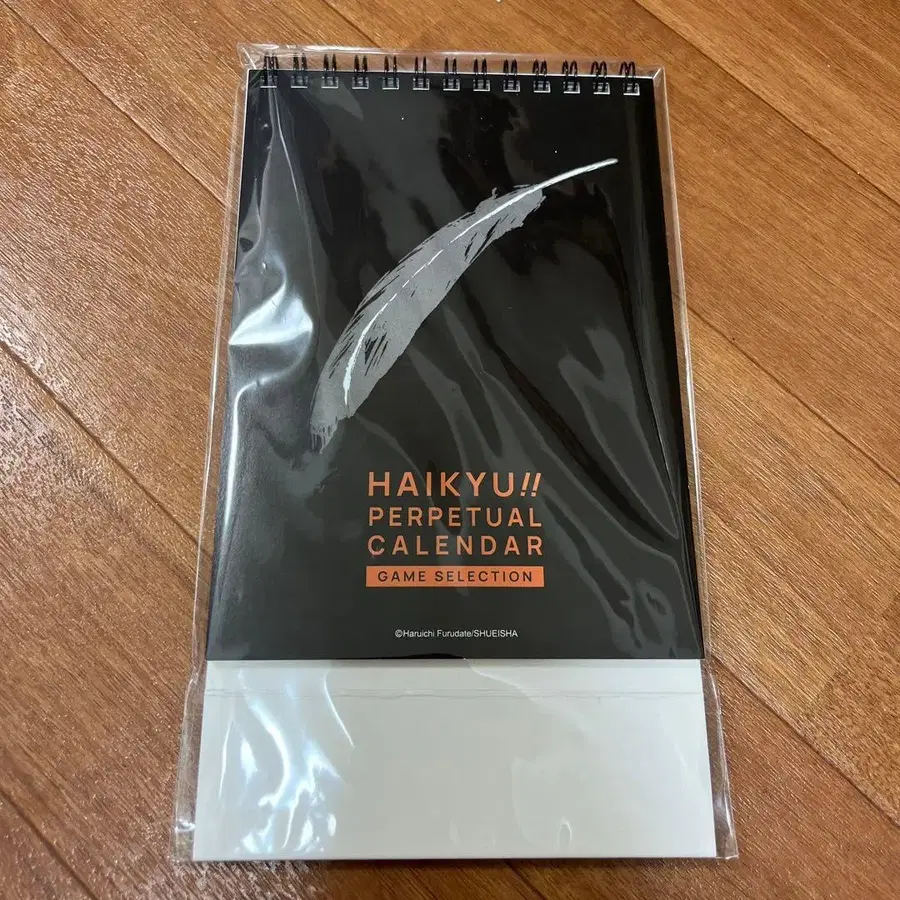 HAIKYU!!
PERPETUAL
CALENDAR
GAME SELECTION
©Haruichi Furudate/SHUEISHA